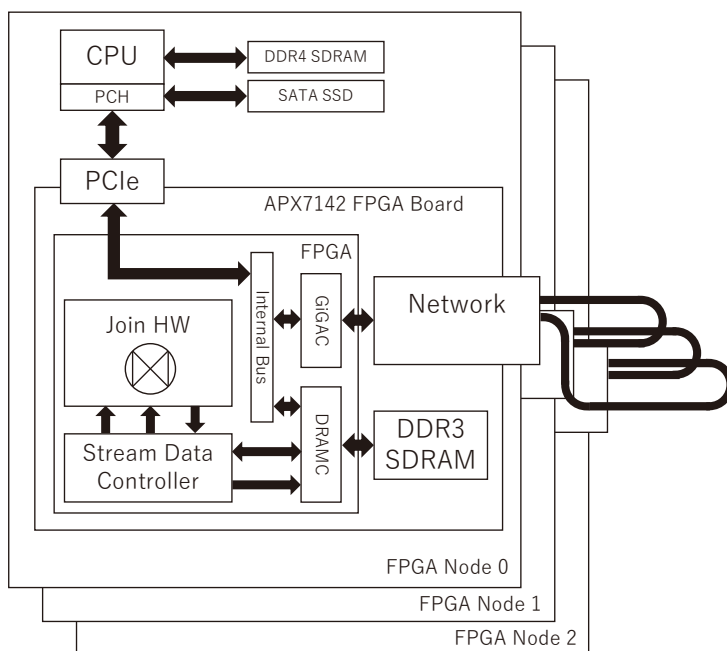 CPU
DDR4 SDRAM
PCH
SATA SSD
PCIe
APX7142 FPGA Board
FPGA
Internal Bus
GiGAC
Network
Join HW
DRAMC
DDR3
SDRAM
Stream Data
Controller
FPGA Node 0
FPGA Node 1
FPGA Node 2